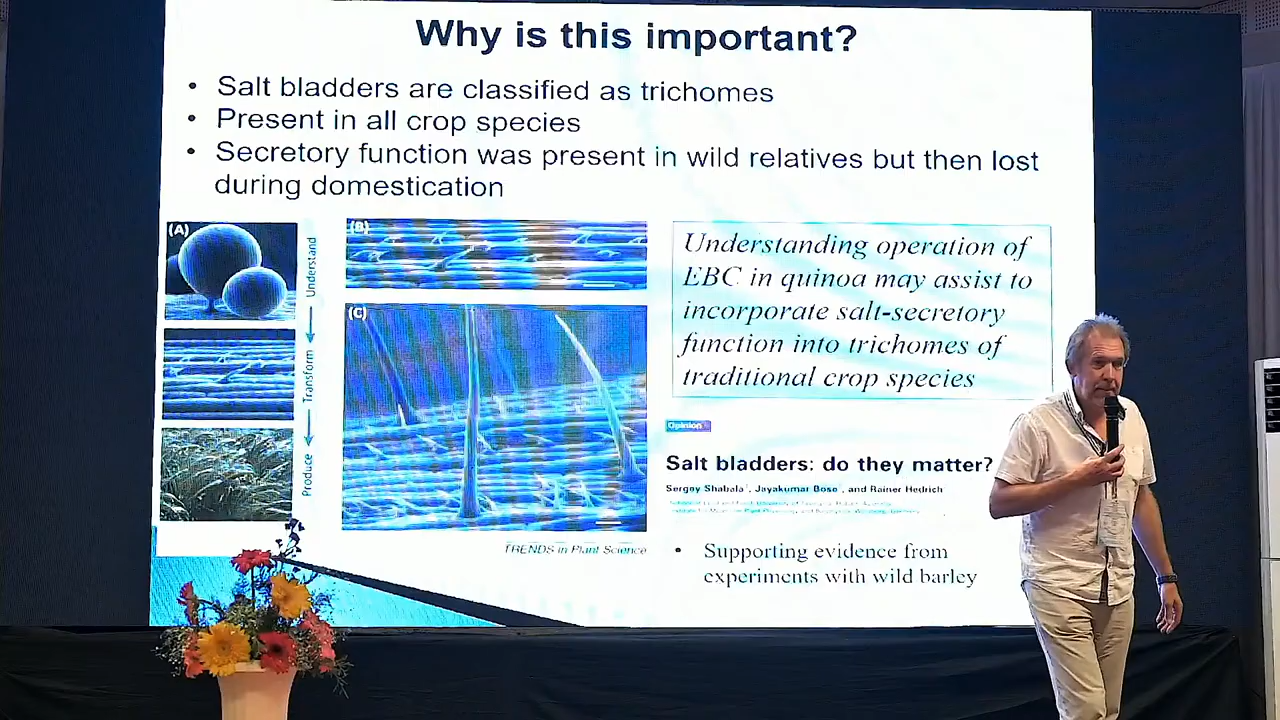 Why is this important?
• Salt bladders are classified as trichomes
• Present in all crop species
• Secretory function was present in wild relatives but then lost
during domestication
(A)
Understand
Transform
Produce
(B)
(C)
TRENDS in Plant Science
Understanding operation of
EBC in quinoa may assist to
incorporate salt-secretory
function into trichomes of
traditional crop species
Opinion
Salt bladders: do they matter?
Sergey Shabala¹, Jayakumar Bose, and Rainer Hedrich
• Supporting evidence from
experiments with wild barley